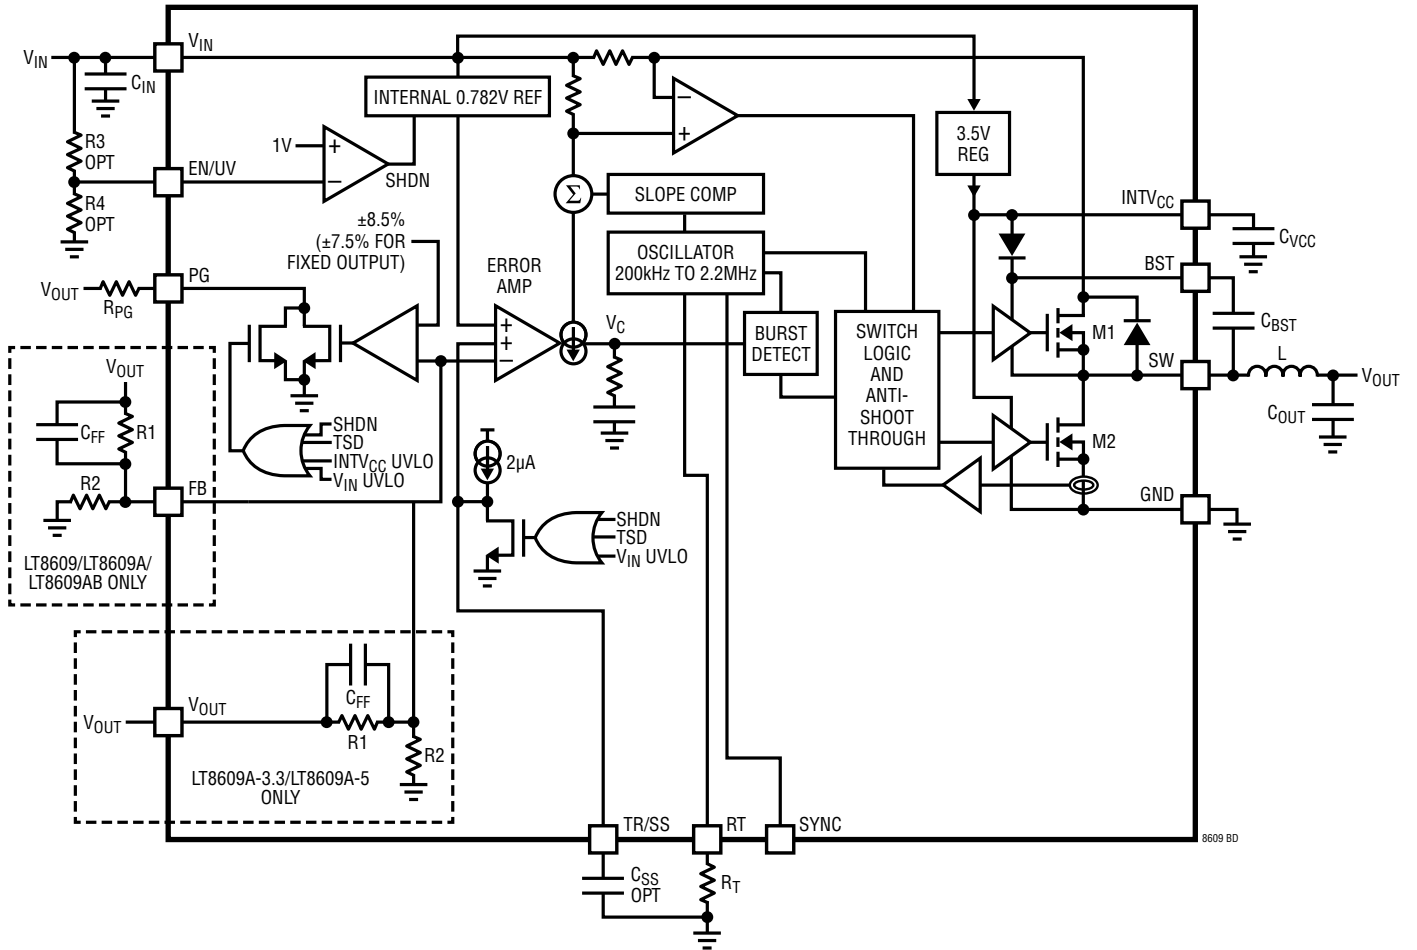 VIN
VIN
CIN
INTERNAL 0.782V REF
R3
OPT
1V
+
−
SHDN
EN/UV
R4
OPT
−
+
3.5V
REG
Σ
SLOPE COMP
INTVCC
CVCC
±8.5%
(±7.5% FOR
FIXED OUTPUT)
OSCILLATOR
200kHz TO 2.2MHz
BST
PG
VOUT
RPG
ERROR
AMP
+
+
−
VC
BURST
DETECT
SWITCH
LOGIC
AND
ANTI-
SHOOT
THROUGH
M1
CBST
SW
L
VOUT
COUT
M2
VOUT
CFF
R1
R2
FB
SHDN
TSD
INTVCC UVLO
VIN UVLO
2µA
GND
SHDN
TSD
VIN UVLO
LT8609/LT8609A/
LT8609AB ONLY
VOUT
VOUT
CFF
R1
R2
LT8609A-3.3/LT8609A-5
ONLY
TR/SS
RT
SYNC
8609 BD
CSS
OPT
RT